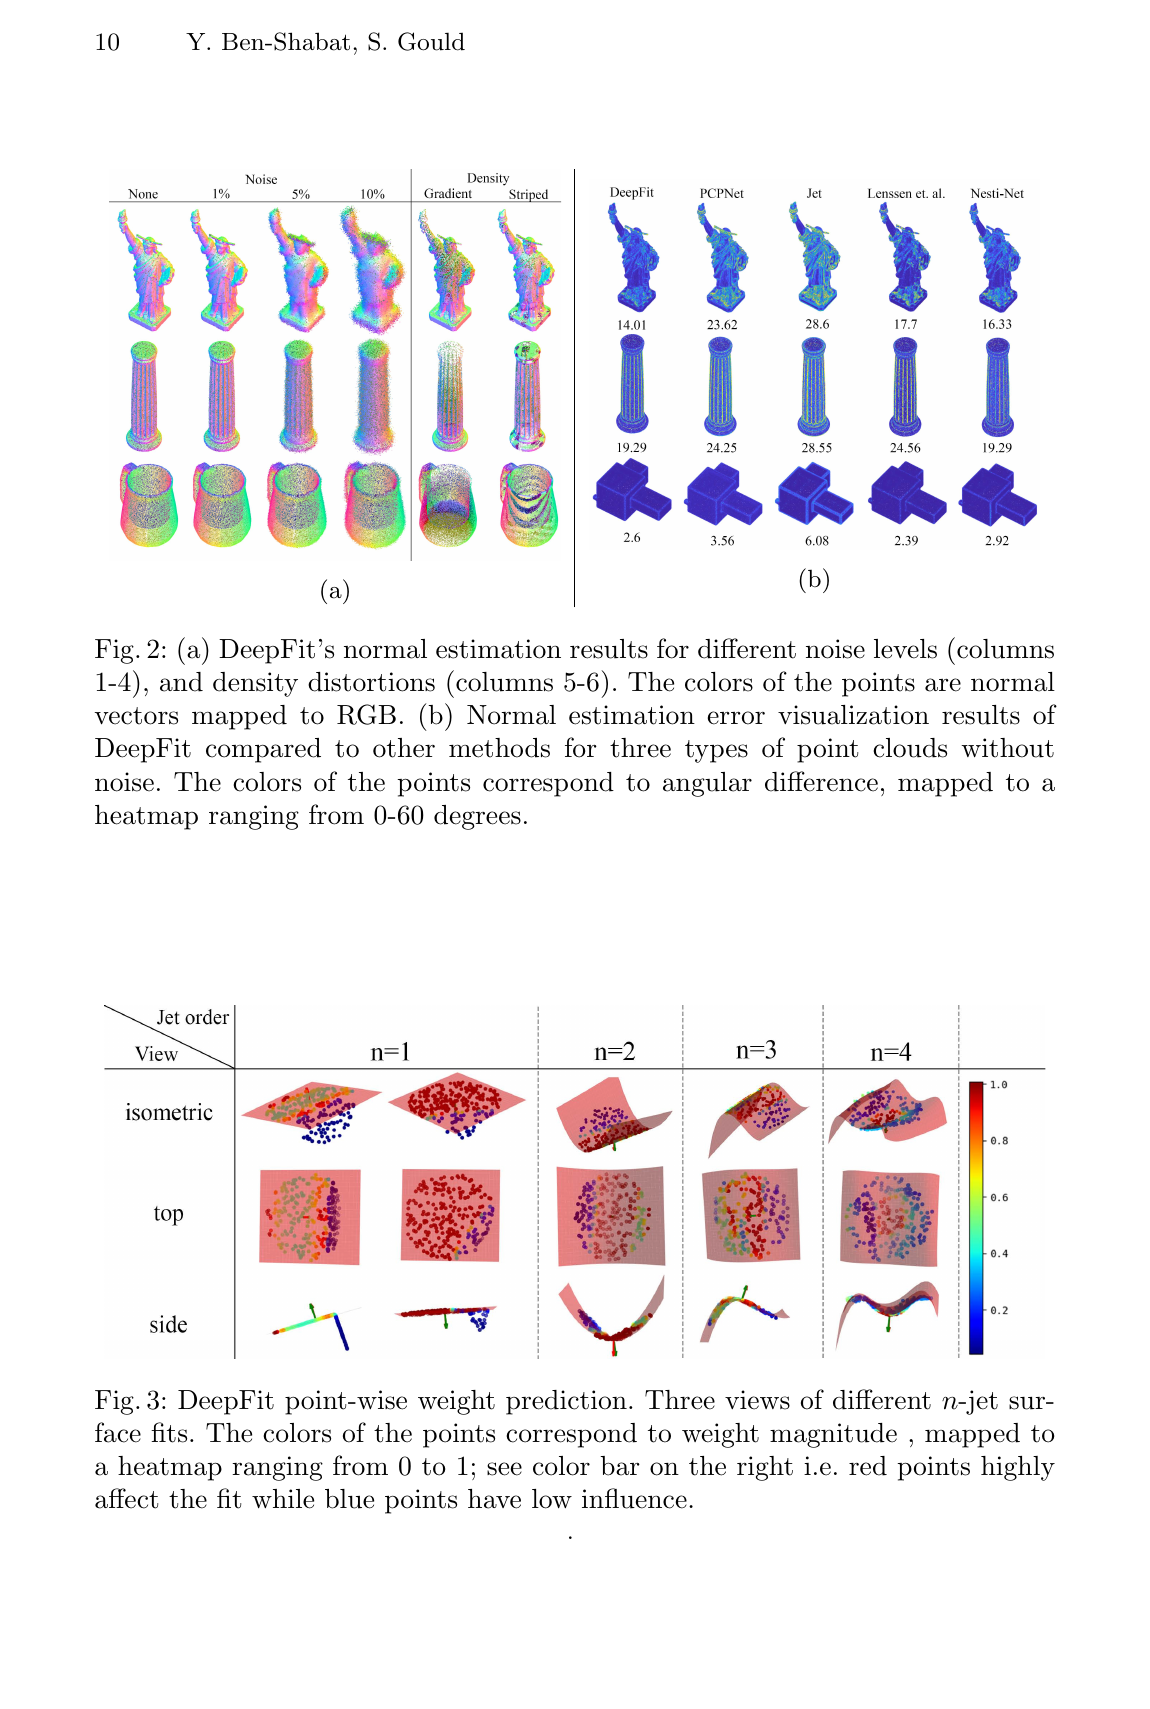 10 Y. Ben-Shabat, S. Gould
Noise Density
None 1% 5% 10% Gradient Striped
(a)
DeepFit PCPNet Jet Lenssen et. al. Nesti-Net
14.01 23.62 28.6 17.7 16.33
19.29 24.25 28.55 24.56 19.29
2.6 3.56 6.08 2.39 2.92
(b)
Fig. 2: (a) DeepFit's normal estimation results for different noise levels (columns
1-4), and density distortions (columns 5-6). The colors of the points are normal
vectors mapped to RGB. (b) Normal estimation error visualization results of
DeepFit compared to other methods for three types of point clouds without
noise. The colors of the points correspond to angular difference, mapped to a
heatmap ranging from 0-60 degrees.
Jet order
View n=1 n=2 n=3 n=4
isometric
top
side
1.0
0.8
0.6
0.4
0.2
Fig. 3: DeepFit point-wise weight prediction. Three views of different n-jet sur-
face fits. The colors of the points correspond to weight magnitude , mapped to
a heatmap ranging from 0 to 1; see color bar on the right i.e. red points highly
affect the fit while blue points have low influence.
.